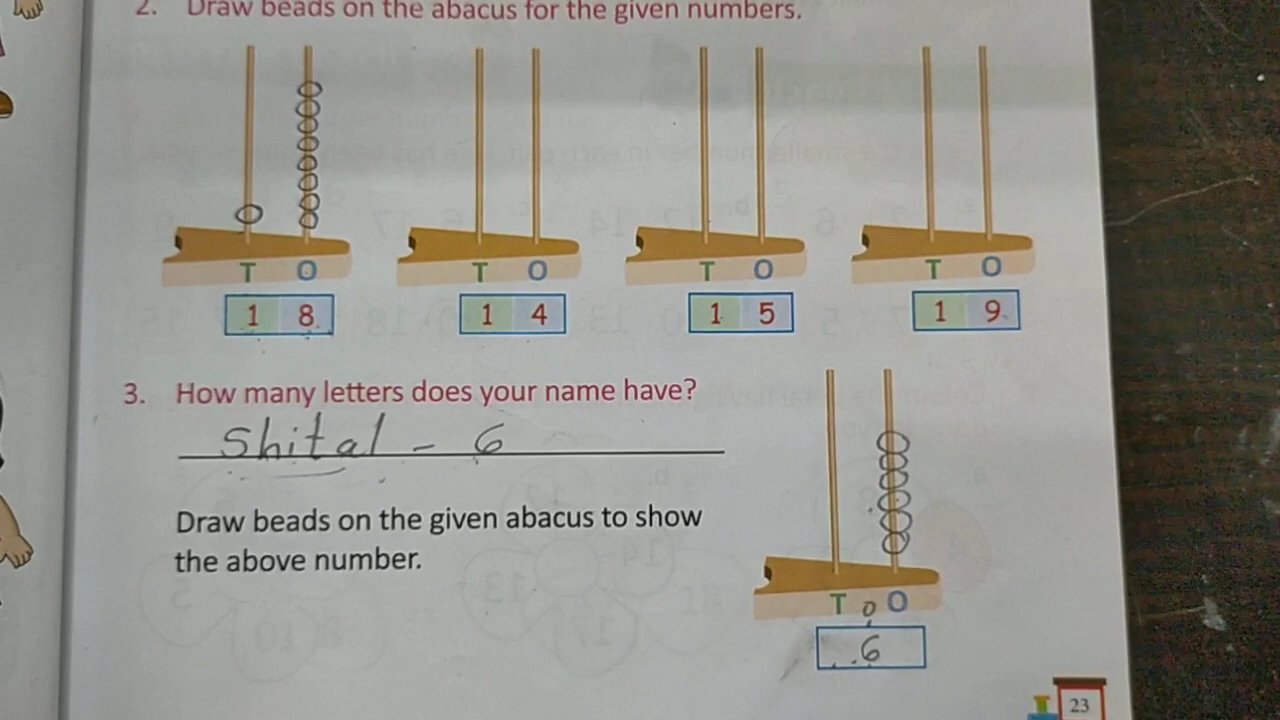 2. Draw beads on the abacus for the given numbers.
T O T O T O T O
1 8 1 4 1 5 1 9
3. How many letters does your name have?
Shital - 6
Draw beads on the given abacus to show
the above number.
T O
6
23